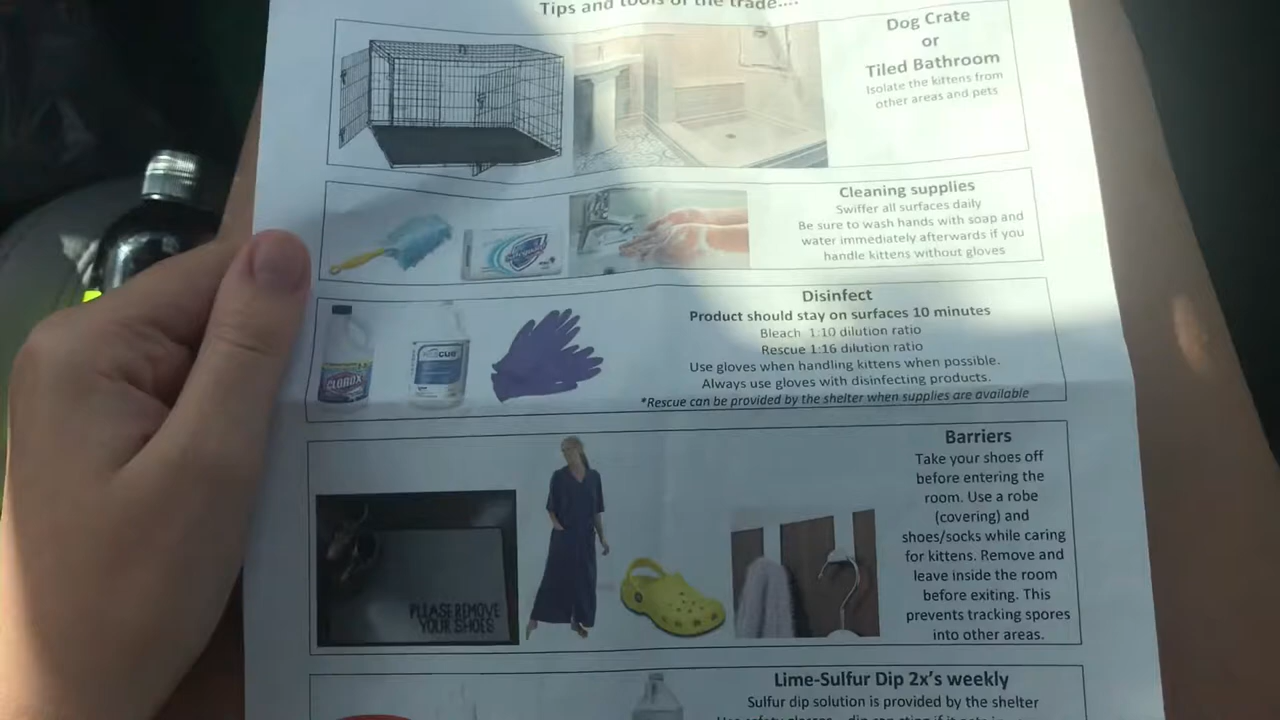 Tips and tools of the trade....
Dog Crate
or
Tiled Bathroom
Isolate the kittens from
other areas and pets
Cleaning supplies
Swiffer all surfaces daily
Be sure to wash hands with soap and
water immediately afterwards if you
handle kittens without gloves
Disinfect
Product should stay on surfaces 10 minutes
Bleach 1:10 dilution ratio
Rescue 1:16 dilution ratio
Use gloves when handling kittens when possible.
Always use gloves with disinfecting products.
*Rescue can be provided by the shelter when supplies are available
CLOROX
Barriers
Take your shoes off
before entering the
room. Use a robe
(covering) and
shoes/socks while caring
for kittens. Remove and
leave inside the room
before exiting. This
prevents tracking spores
into other areas.
PLEASE REMOVE
YOUR SHOES
Lime-Sulfur Dip 2x's weekly
Sulfur dip solution is provided by the shelter